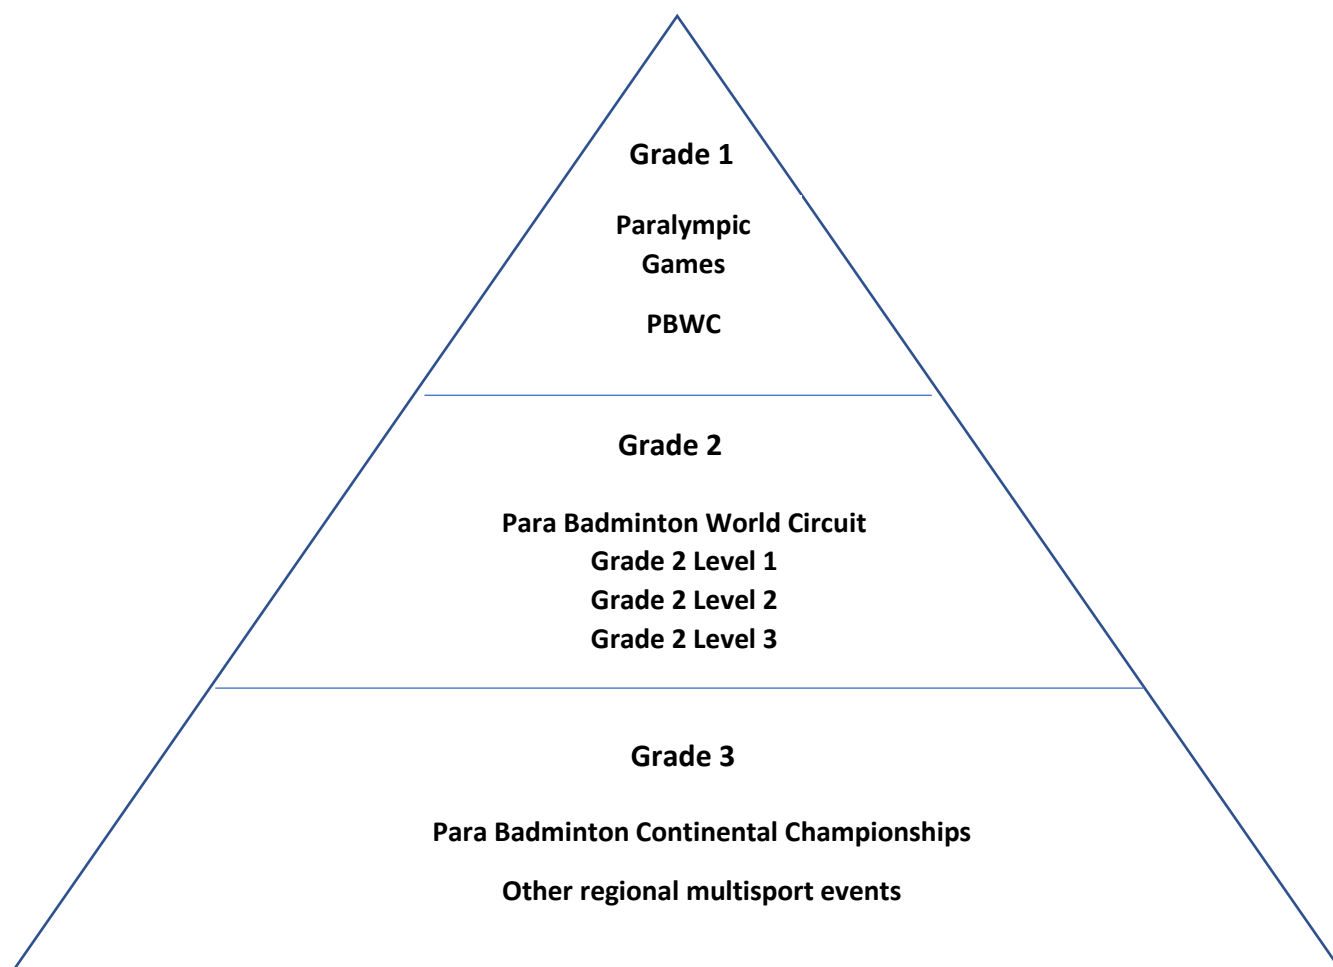 Grade 1
Paralympic
Games
PBWC
Grade 2
Para Badminton World Circuit
Grade 2 Level 1
Grade 2 Level 2
Grade 2 Level 3
Grade 3
Para Badminton Continental Championships
Other regional multisport events